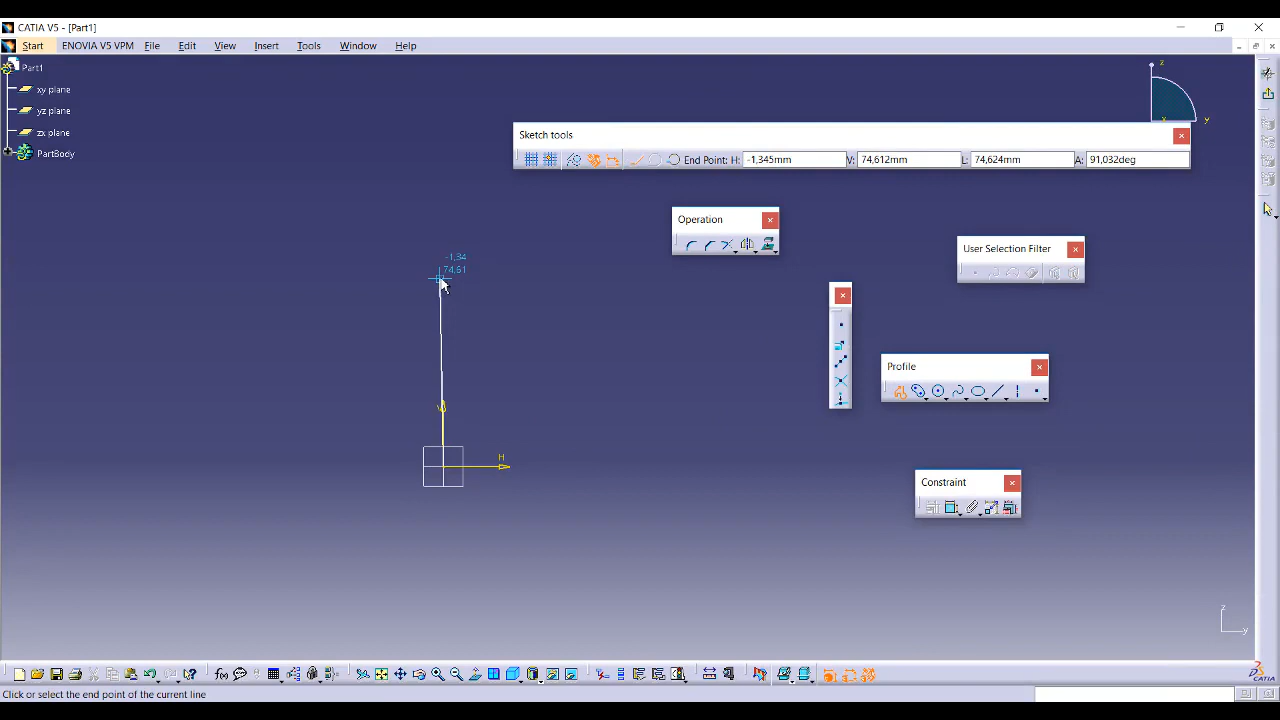 CATIA V5 - [Part1]
Start ENOVIA V5 VPM File Edit View Insert Tools Window Help
Part1
xy plane
yz plane
zx plane
PartBody
z
x
y
Sketch tools
End Point: H: -1,345mm V: 74,612mm L: 74,624mm A: 91,032deg
Operation
User Selection Filter
-1,34
74,61
Profile
V
H
Constraint
z
y
CATIA
Click or select the end point of the current line